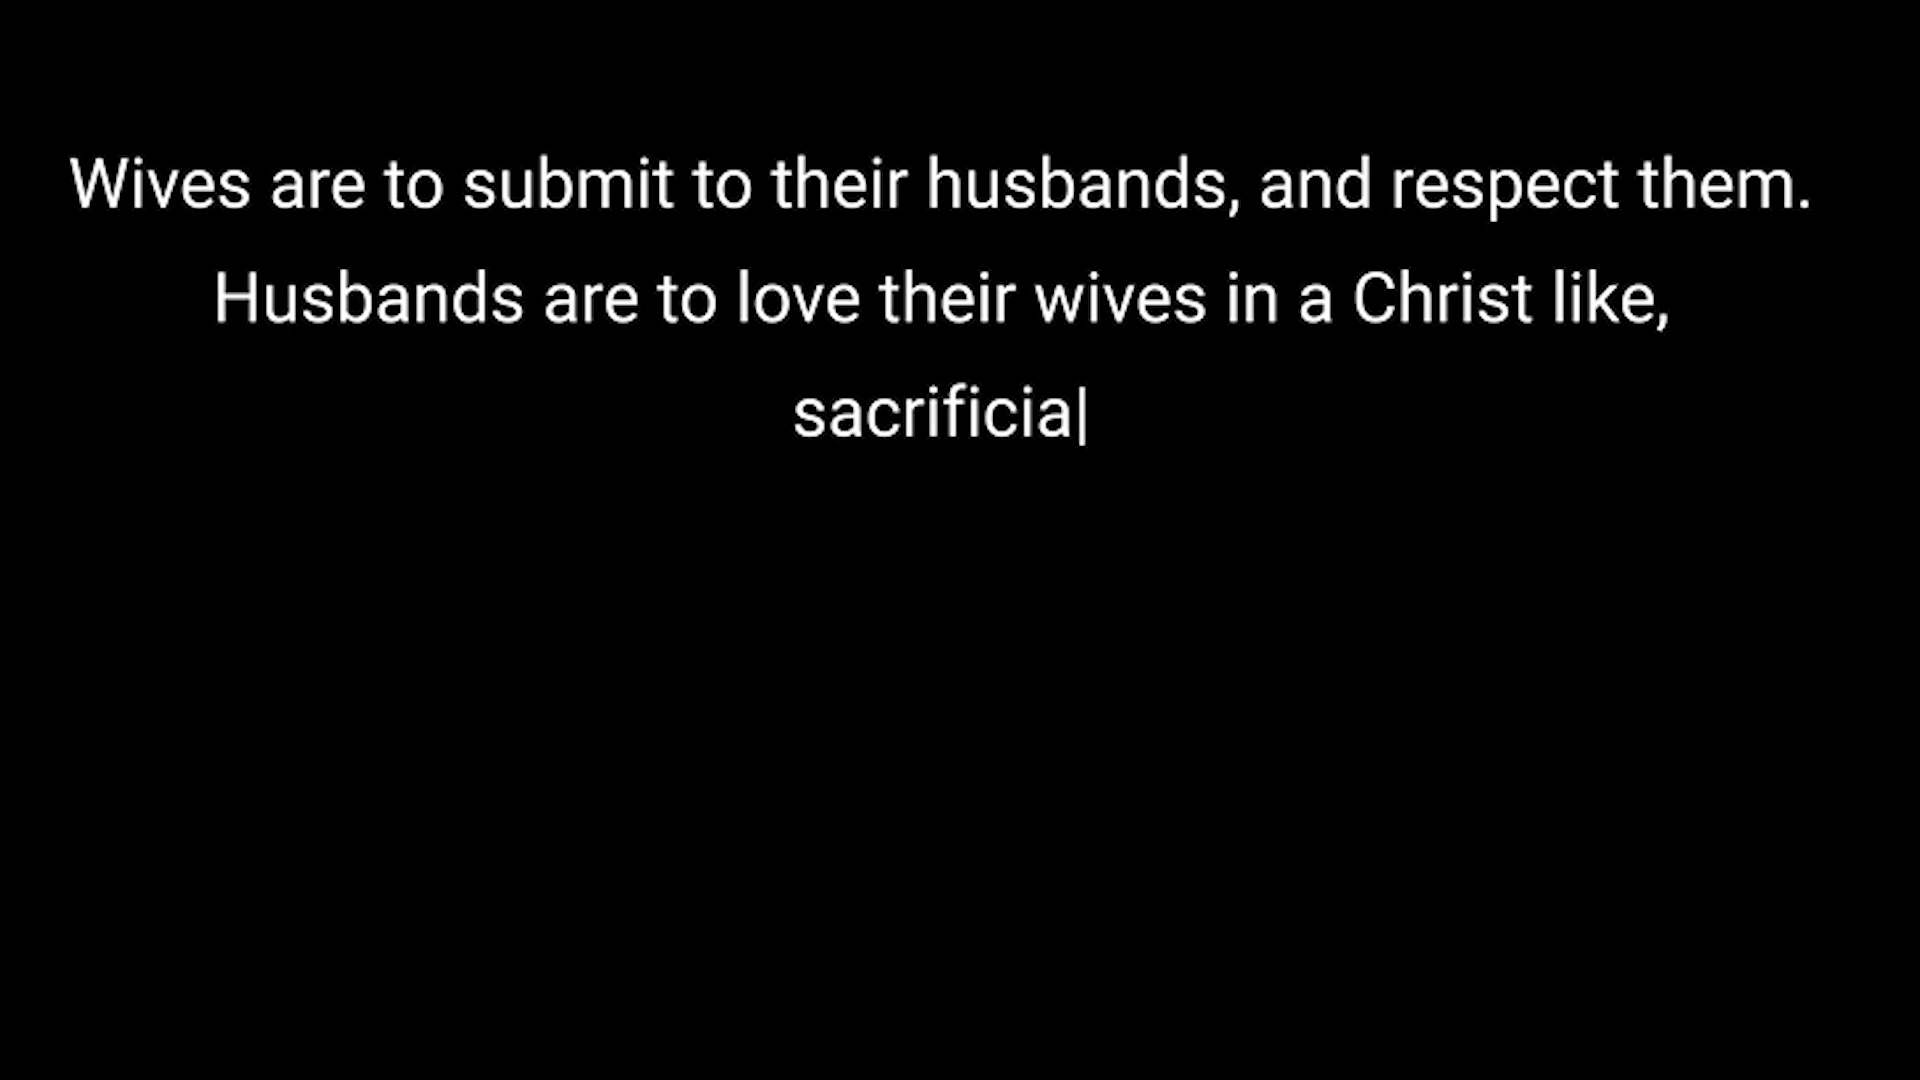 Wives are to submit to their husbands, and respect them.
Husbands are to love their wives in a Christ like,
sacrificia|